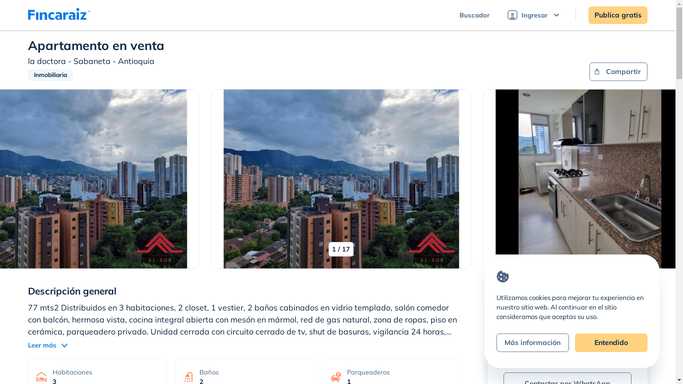 Fincaraiz
Buscador
Ingresar
Publica gratis
Apartamento en venta
la doctora - Sabaneta - Antioquia
Inmobiliaria
Compartir
1 / 17
Descripción general
77 mts2 Distribuidos en 3 habitaciones, 2 closet, 1 vestier, 2 baños cabinados en vidrio templado, salón comedor
con balcón, hermosa vista, cocina integral abierta con mesón en mármol, red de gas natural, zona de ropas, piso en
cerámica, parqueadero privado. Unidad cerrada con circuito cerrado de tv, shut de basuras, vigilancia 24 horas,...
Leer más
Habitaciones
3
Baños
2
Parqueaderos
1
Utilizamos cookies para mejorar tu experiencia en
nuestro sitio web. Al continuar en el sitio
consideramos que aceptas su uso.
Más información
Entendido
Contactar por WhatsApp